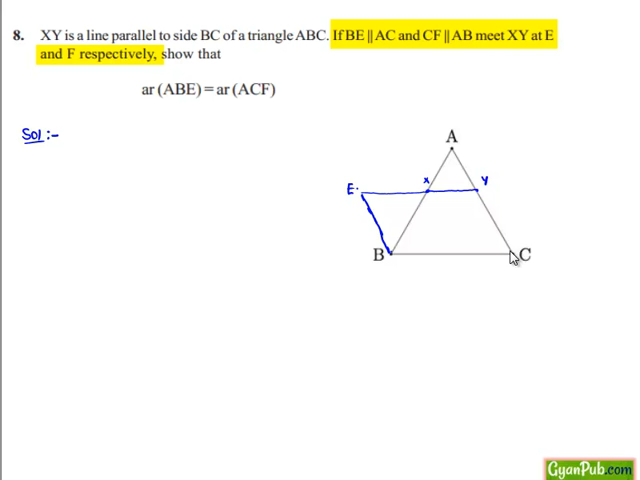 8. XY is a line parallel to side BC of a triangle ABC. If BE || AC and CF || AB meet XY at E
and F respectively, show that
ar (ABE) = ar (ACF)
Sol :-
A
E. X Y
B C
GyanPub.com